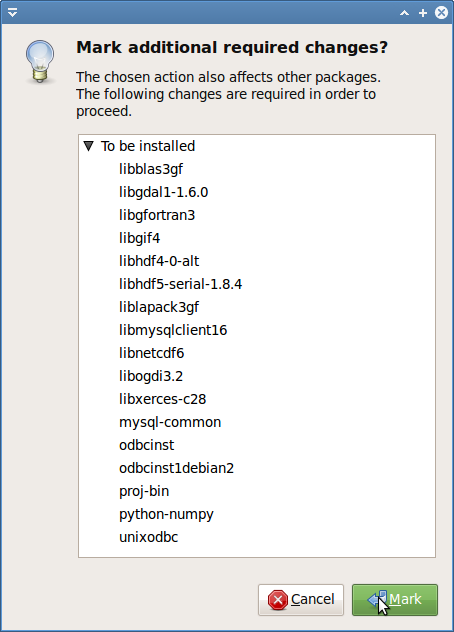 Mark additional required changes?
The chosen action also affects other packages.
The following changes are required in order to
proceed.
To be installed
libblas3gf
libgdal1-1.6.0
libgfortran3
libgif4
libhdf4-0-alt
libhdf5-serial-1.8.4
liblapack3gf
libmysqlclient16
libnetcdf6
libogdi3.2
libxerces-c28
mysql-common
odbcinst
odbcinst1debian2
proj-bin
python-numpy
unixodbc
Cancel
Mark